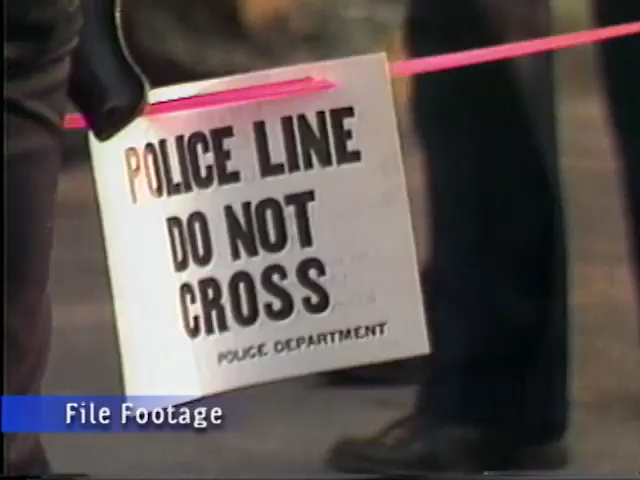 POLICE LINE
DO NOT
CROSS
POLICE DEPARTMENT
File Footage